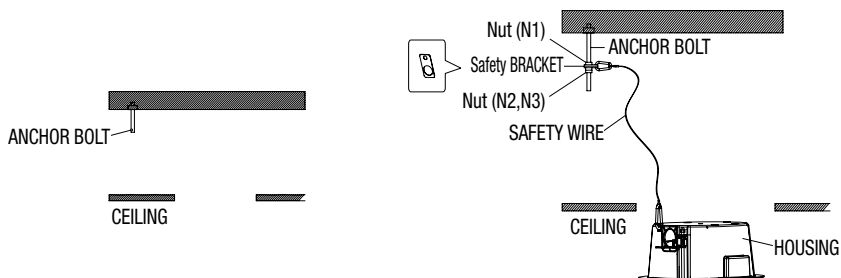 ANCHOR BOLT
CEILING
Nut (N1)
ANCHOR BOLT
Safety BRACKET
Nut (N2,N3)
SAFETY WIRE
CEILING
HOUSING